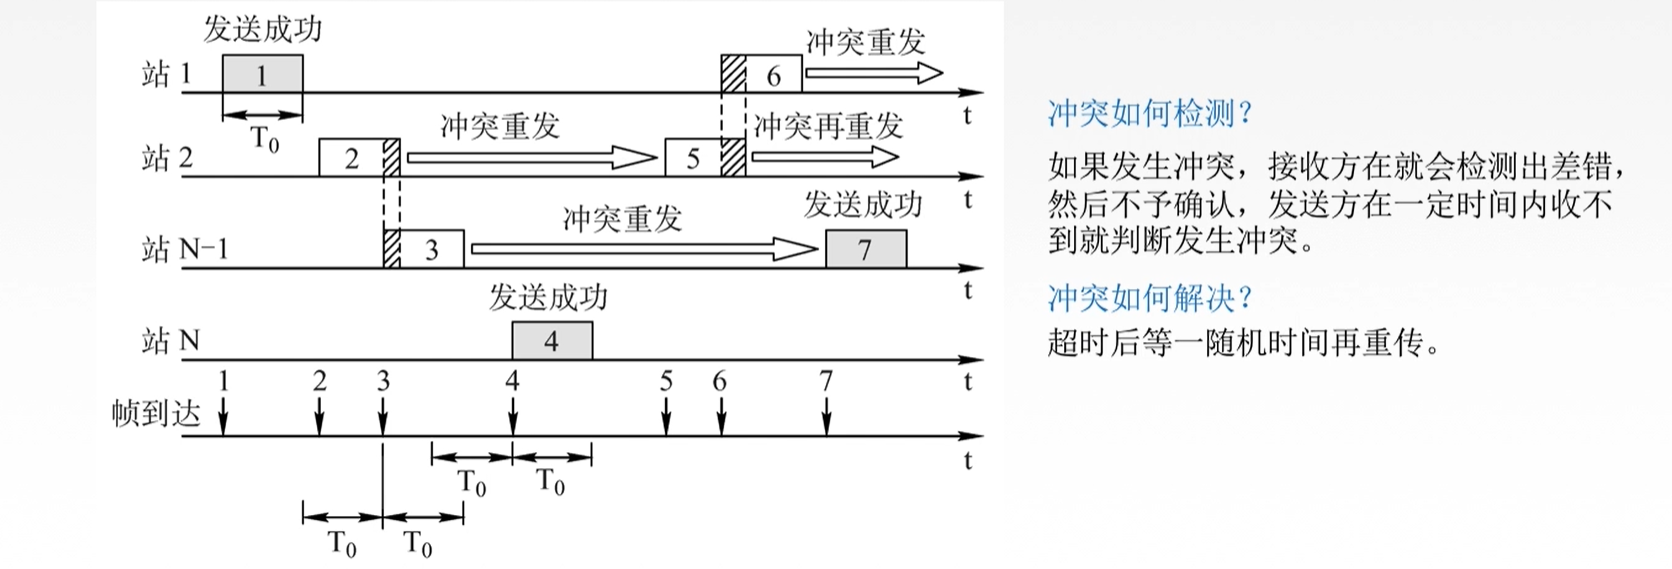 发送成功
站 1
1
6
冲突重发
t
T0
站 2
2
冲突重发
5
冲突再重发
t
站 N-1
3
冲突重发
发送成功
7
t
站 N
发送成功
4
t
1 2 3 4 5 6 7
帧到达
t
T0 T0
T0 T0
冲突如何检测？
如果发生冲突，接收方在就会检测出差错，
然后不予确认，发送方在一定时间内收不
到就判断发生冲突。
冲突如何解决？
超时后等一随机时间再重传。